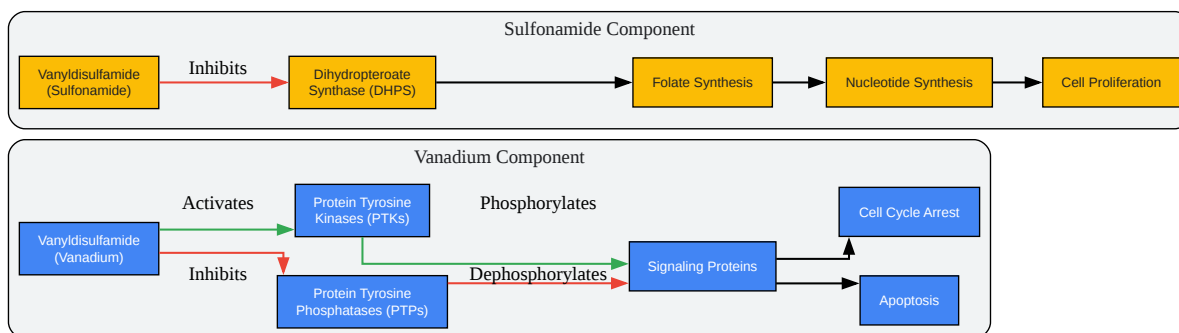 Sulfonamide Component
Vanyldisulfamide
(Sulfonamide)
Inhibits
Dihydropteroate
Synthase (DHPS)
Folate Synthesis
Nucleotide Synthesis
Cell Proliferation
Vanadium Component
Vanyldisulfamide
(Vanadium)
Activates
Inhibits
Protein Tyrosine
Kinases (PTKs)
Protein Tyrosine
Phosphatases (PTPs)
Phosphorylates
Dephosphorylates
Signaling Proteins
Cell Cycle Arrest
Apoptosis